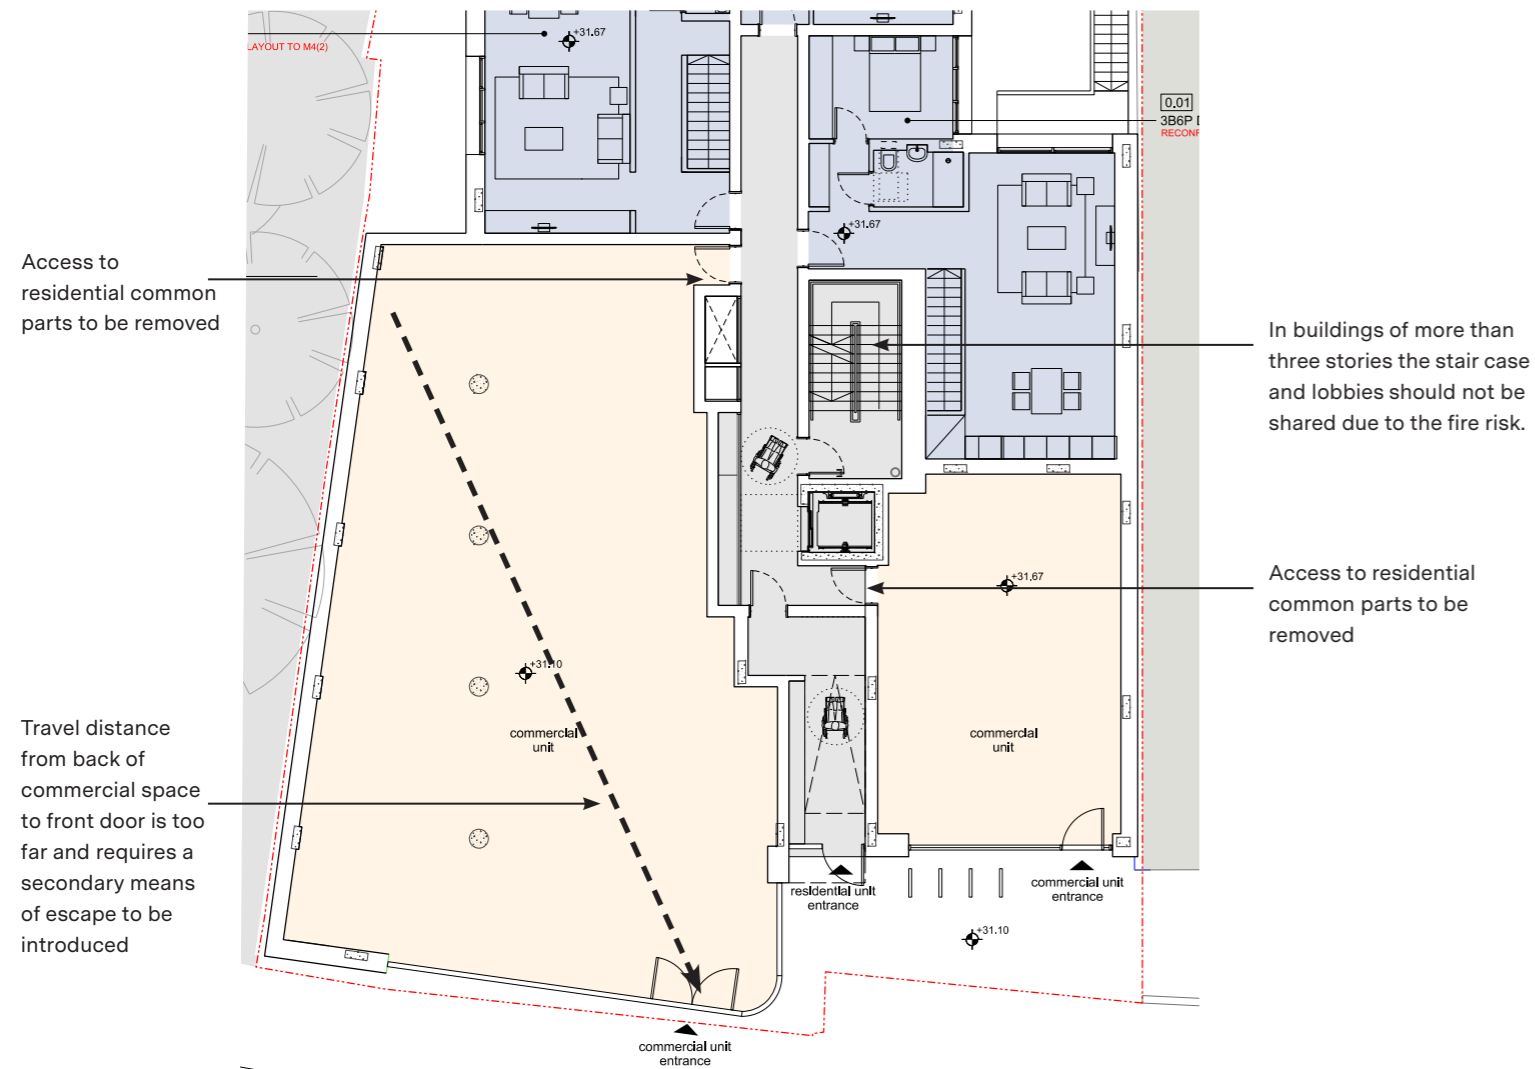 +31.67
LAYOUT TO M4(2)
0.01
3B6P
+31.67
Access to
residential common
parts to be removed
In buildings of more than
three stories the stair case
and lobbies should not be
shared due to the fire risk.
+31.67
Access to residential
common parts to be
removed
+31.10
commercial
unit
commercial
unit
Travel distance
from back of
commercial space
to front door is too
far and requires a
secondary means
of escape to be
introduced
residential unit
entrance
commercial unit
entrance
+31.10
commercial unit
entrance